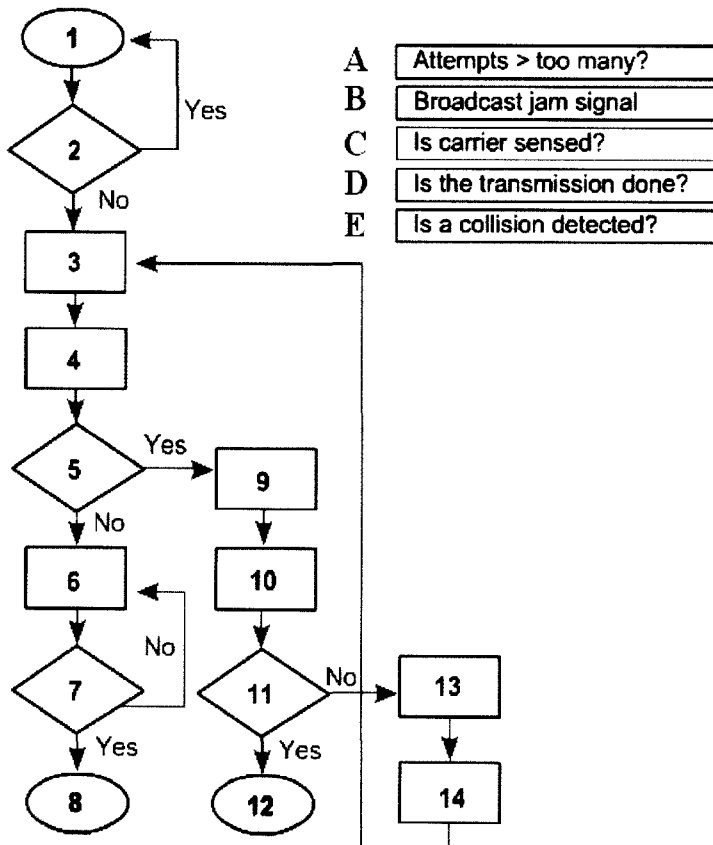 1
Yes
2
No
3
4
5
Yes
No
9
6
10
No
7
11
No
13
Yes
Yes
8
12
14
A Attempts > too many?
B Broadcast jam signal
C Is carrier sensed?
D Is the transmission done?
E Is a collision detected?